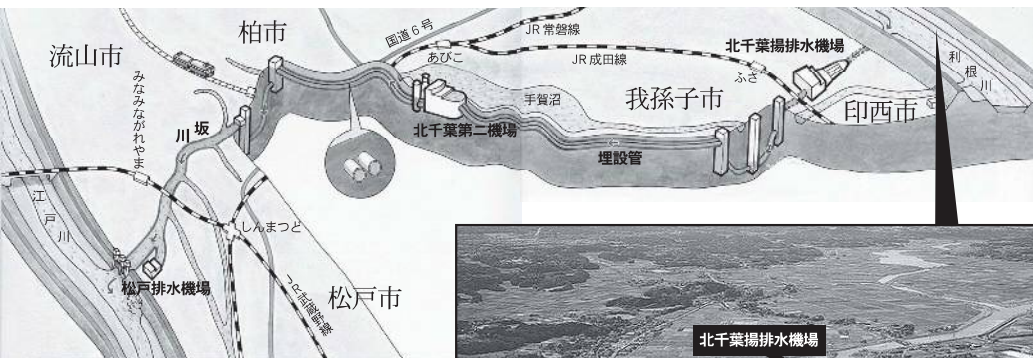 流山市
柏市
国道6号
JR常磐線
あびこ
JR成田線
北千葉揚排水機場
ふさ
利根川
みなみながれやま
坂川
手賀沼
我孫子市
印西市
北千葉第二機場
埋設管
江戸川
しんまつど
松戸排水機場
JR武蔵野線
松戸市
北千葉揚排水機場